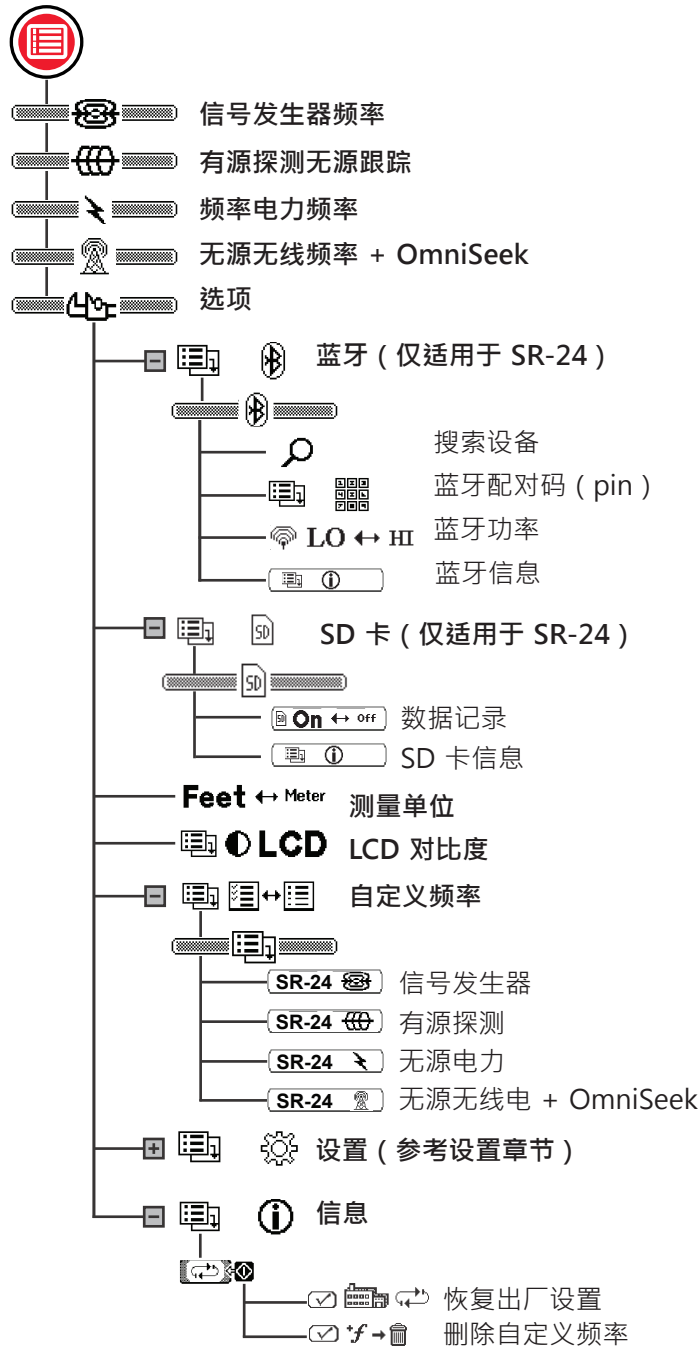 信号发生器频率
有源探测无源跟踪
频率电力频率
无源无线频率 + OmniSeek
选项
蓝牙（仅适用于 SR-24）
搜索设备
蓝牙配对码（pin）
LO ↔ HI 蓝牙功率
蓝牙信息
SD SD 卡（仅适用于 SR-24）
SD
SD On ↔ Off 数据记录
SD 卡信息
Feet ↔ Meter 测量单位
LCD LCD 对比度
自定义频率
SR-24 信号发生器
SR-24 有源探测
SR-24 无源电力
SR-24 无源无线电 + OmniSeek
设置（参考设置章节）
信息
恢复出厂设置
+f→ 删除自定义频率